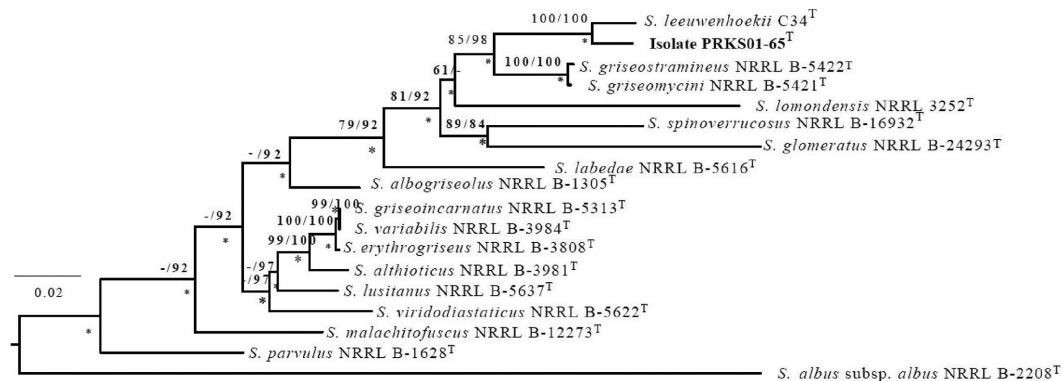 100/100 S. leeuwenhoekii C34T
* Isolate PRKS01-65T
85/98
*
100/100 S. griseostramineus NRRL B-5422T
* S. griseomycini NRRL B-5421T
61/-
*
S. lomondensis NRRL 3252T
81/92
*
S. spinoverrucosus NRRL B-16932T
89/84
*
S. glomeratus NRRL B-24293T
79/92
*
S. labedae NRRL B-5616T
-/92
*
S. albogriseolus NRRL B-1305T
99/100
* S. griseoincarnatus NRRL B-5313T
100/100 S. variabilis NRRL B-3984T
* S. erythrogriseus NRRL B-3808T
-/92
*
99/100
*
S. althioticus NRRL B-3981T
-/97
*
S. lusitanus NRRL B-5637T
-/97
*
S. viridodiastaticus NRRL B-5622T
-/92
*
S. malachitofuscus NRRL B-12273T
0.02
*
S. parvulus NRRL B-1628T
S. albus subsp. albus NRRL B-2208T